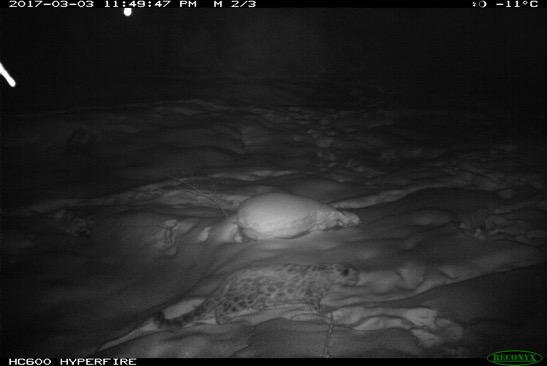 2017-03-03 11:49:47 PM M 2/3 -11°C
HC600 HYPERFIRE
RECONYX